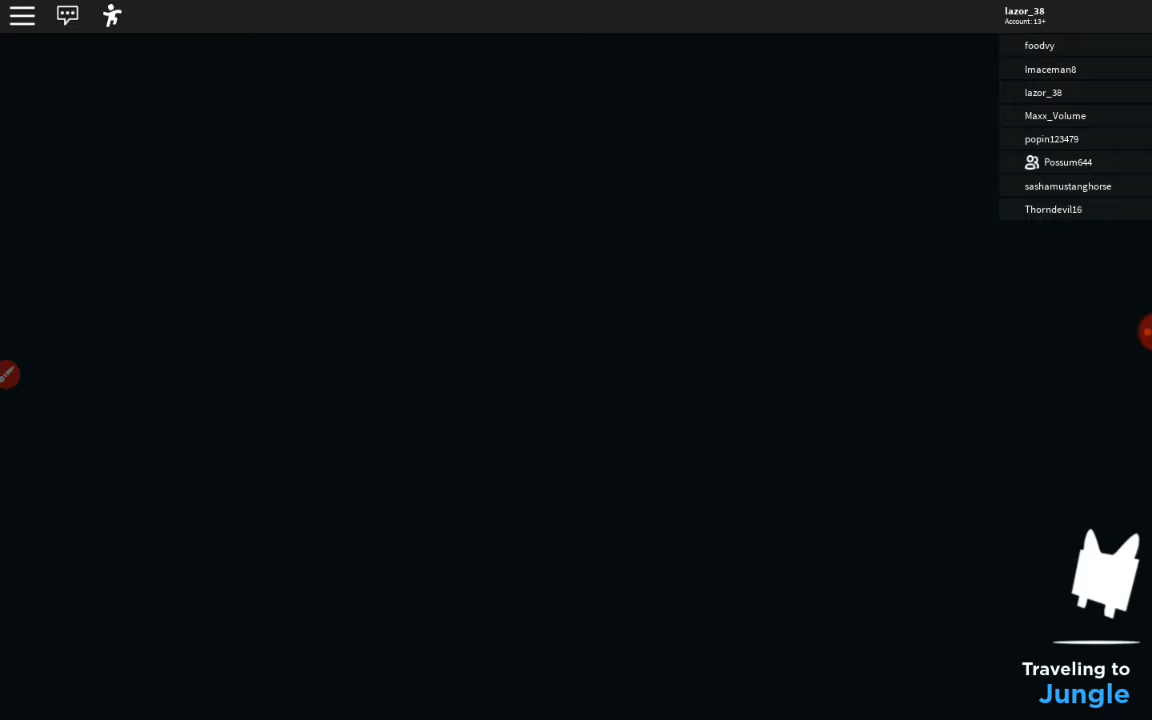 lazor_38
Account: 13+
foodvy
Imaceman8
lazor_38
Maxx_Volume
popin123479
Possum644
sashamustanghorse
Thorndevil16
Traveling to
Jungle